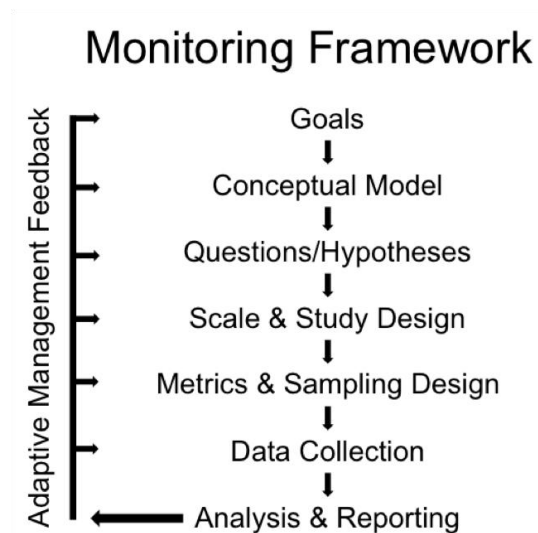 Monitoring Framework
Adaptive Management Feedback
Goals
Conceptual Model
Questions/Hypotheses
Scale & Study Design
Metrics & Sampling Design
Data Collection
Analysis & Reporting